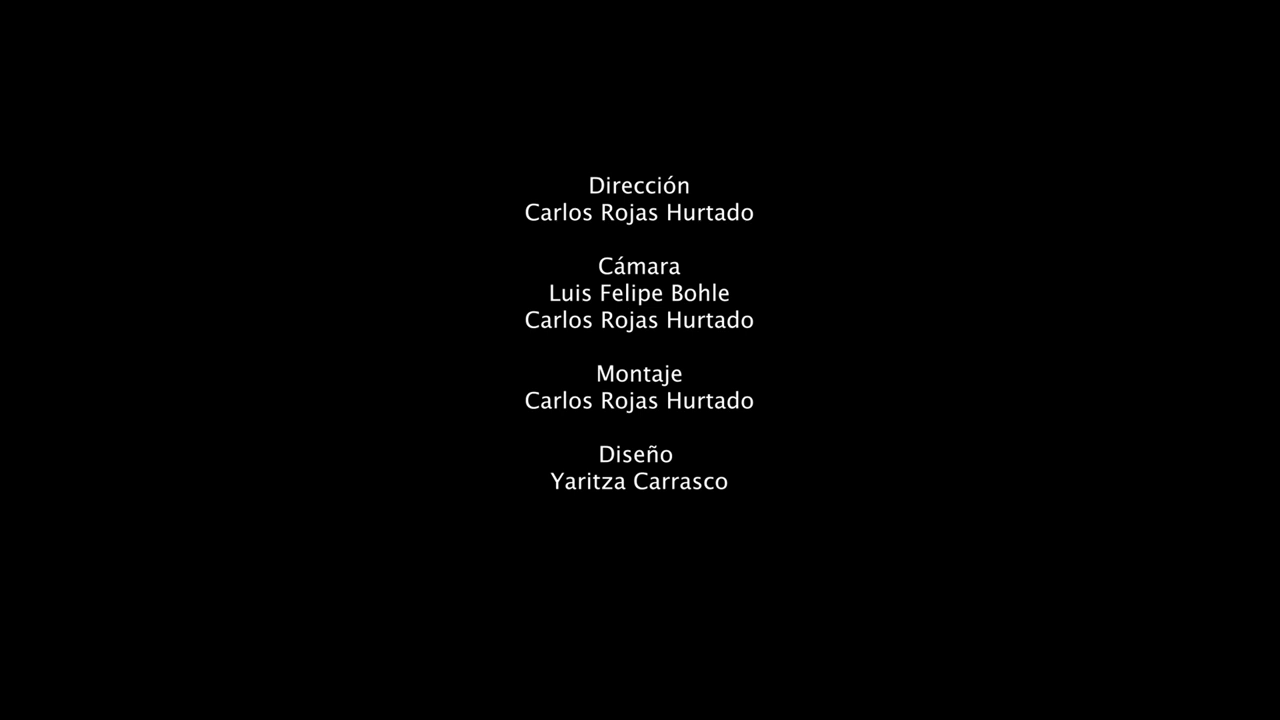 Dirección
Carlos Rojas Hurtado
Cámara
Luis Felipe Bohle
Carlos Rojas Hurtado
Montaje
Carlos Rojas Hurtado
Diseño
Yaritza Carrasco